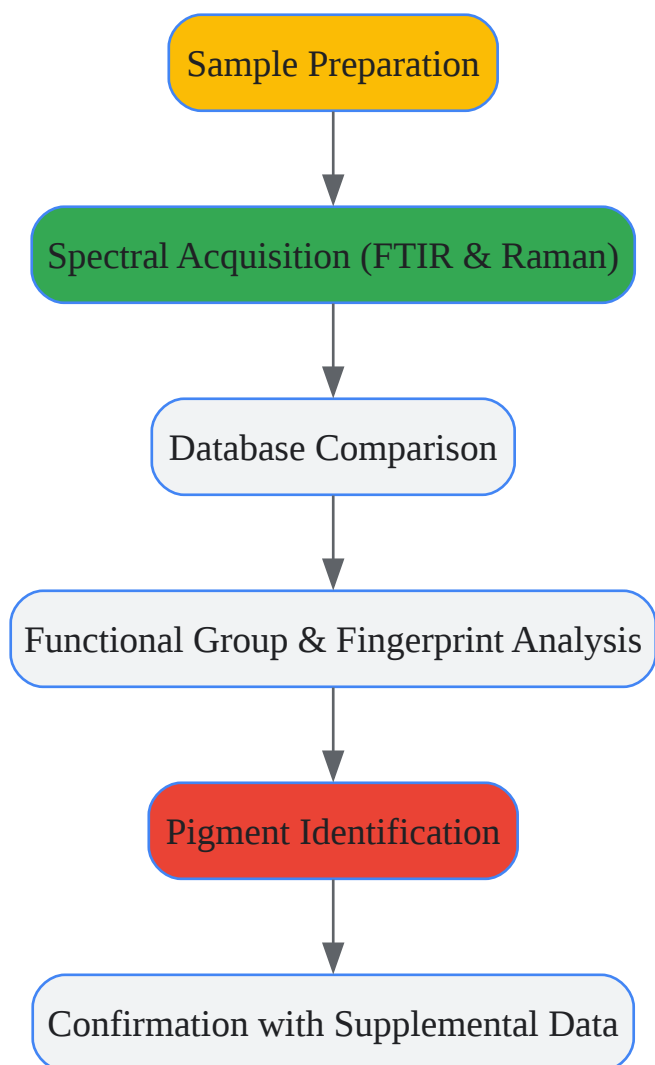 Sample Preparation
Spectral Acquisition (FTIR & Raman)
Database Comparison
Functional Group & Fingerprint Analysis
Pigment Identification
Confirmation with Supplemental Data